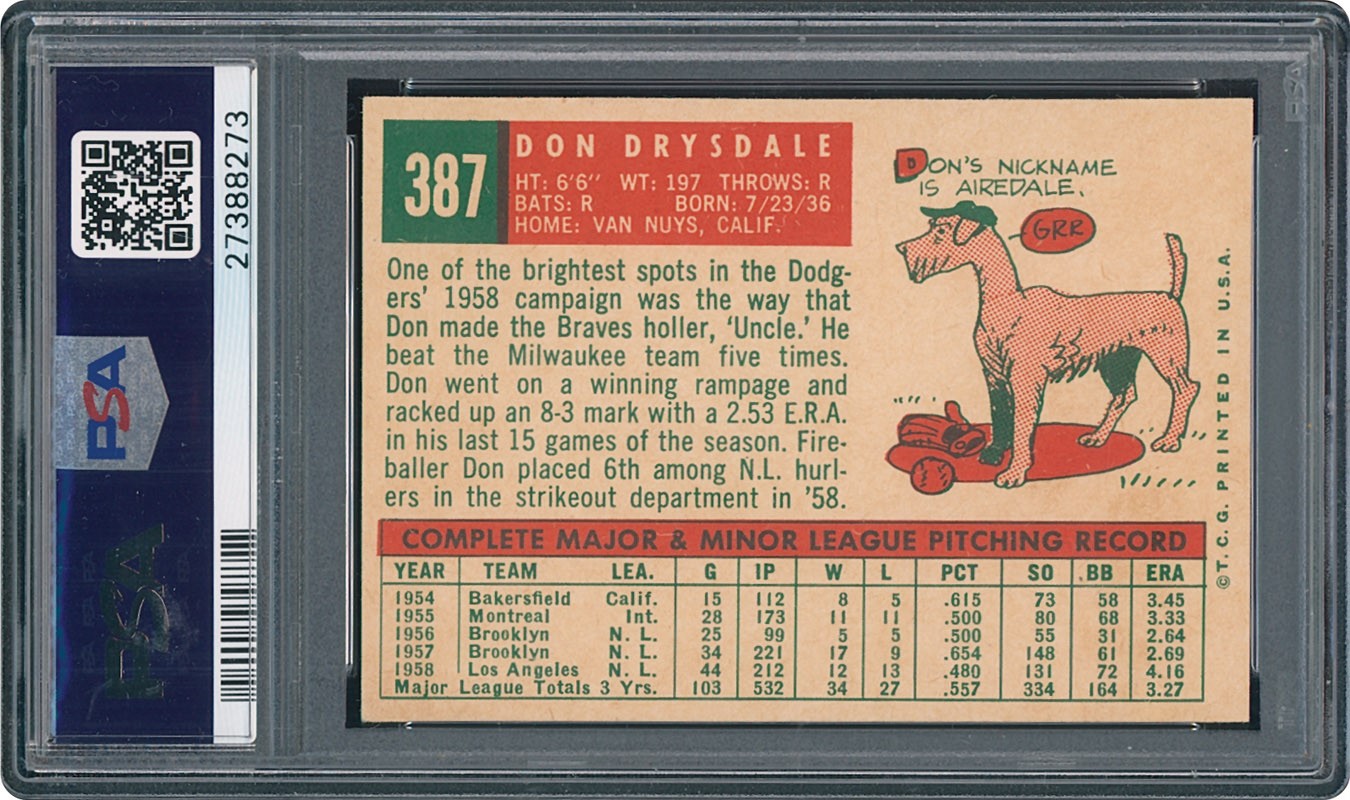 27388273
PSA
PSA
387
DON DRYSDALE
HT: 6'6" WT: 197 THROWS: R
BATS: R BORN: 7/23/36
HOME: VAN NUYS, CALIF.
DON'S NICKNAME
IS AIREDALE.
GRR
One of the brightest spots in the Dodg-
ers' 1958 campaign was the way that
Don made the Braves holler, 'Uncle.' He
beat the Milwaukee team five times.
Don went on a winning rampage and
racked up an 8-3 mark with a 2.53 E.R.A.
in his last 15 games of the season. Fire-
baller Don placed 6th among N.L. hurl-
ers in the strikeout department in '58.
COMPLETE MAJOR & MINOR LEAGUE PITCHING RECORD
YEAR TEAM LEA. G IP W L PCT SO BB ERA
1954 Bakersfield Calif. 15 112 8 5 .615 73 58 3.45
1955 Montreal Int. 28 173 11 11 .500 80 68 3.33
1956 Brooklyn N. L. 25 99 5 5 .500 55 31 2.64
1957 Brooklyn N. L. 34 221 17 9 .654 148 61 2.69
1958 Los Angeles N. L. 44 212 12 13 .480 131 72 4.16
Major League Totals 3 Yrs. 103 532 34 27 .557 334 164 3.27
©T. C. G. PRINTED IN U.S.A.
PSA